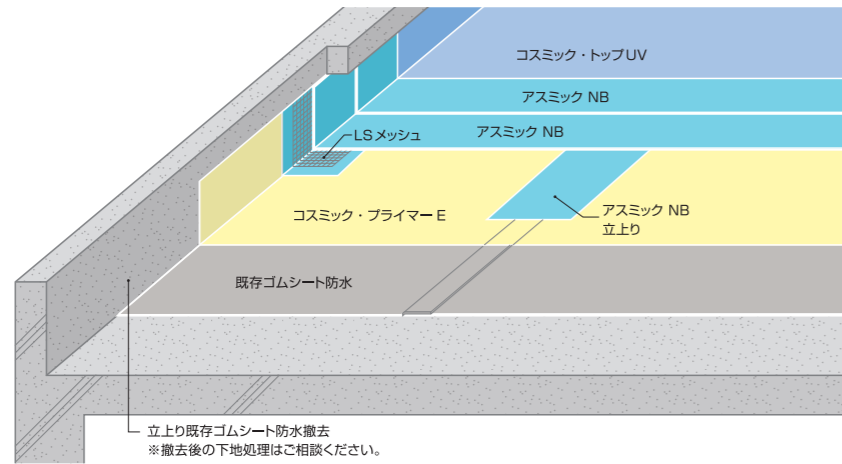 コスミック・トップUV
アスミック NB
アスミック NB
LSメッシュ
アスミック NB
立上り
コスミック・プライマーE
既存ゴムシート防水
立上り既存ゴムシート防水撤去
※撤去後の下地処理はご相談ください。